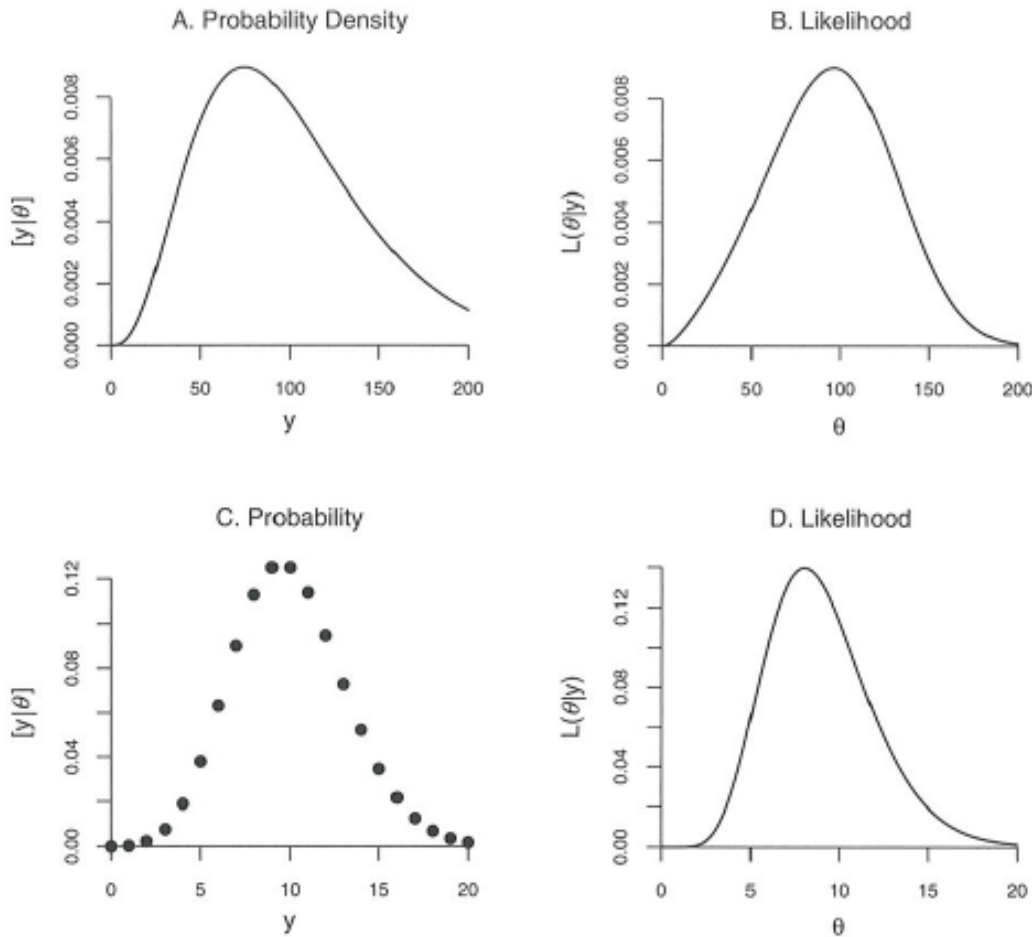 A. Probability Density
[y|θ]
0.000 0.002 0.004 0.006 0.008
0 50 100 150 200
y
B. Likelihood
L(θ|y)
0.000 0.002 0.004 0.006 0.008
0 50 100 150 200
θ
C. Probability
[y|θ]
0.00 0.04 0.08 0.12
0 5 10 15 20
y
D. Likelihood
L(θ|y)
0.00 0.04 0.08 0.12
0 5 10 15 20
θ